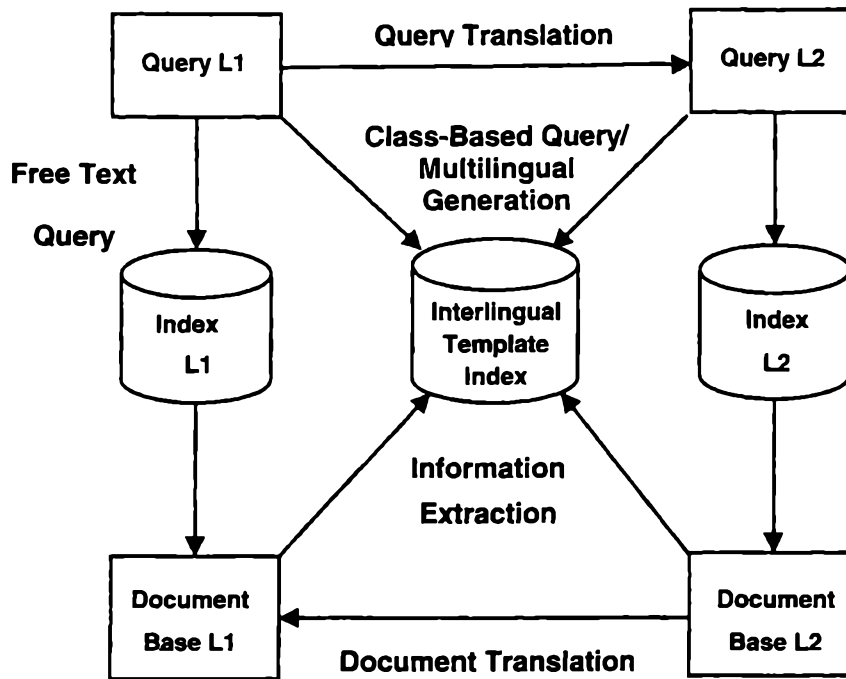 Query Translation
Query L1
Query L2
Class-Based Query/
Multilingual
Generation
Free Text
Query
Index
L1
Interlingual
Template
Index
Index
L2
Information
Extraction
Document
Base L1
Document
Base L2
Document Translation